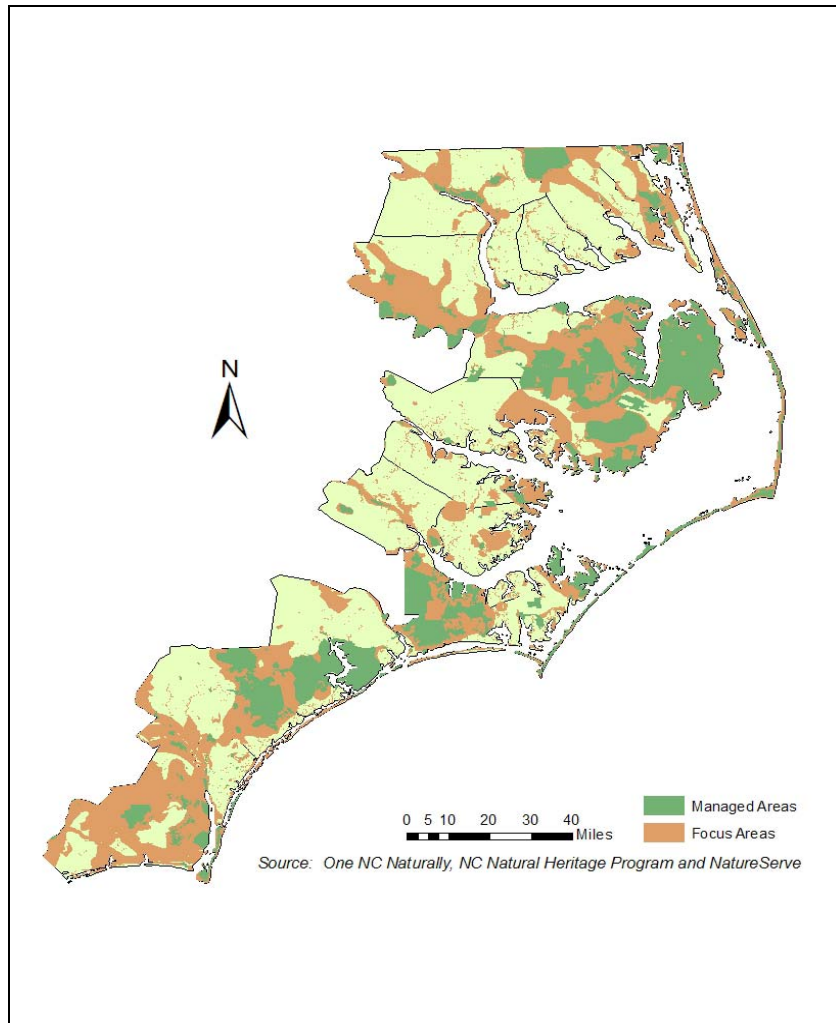 N
0 5 10 20 30 40
Miles
Managed Areas
Focus Areas
Source: One NC Naturally, NC Natural Heritage Program and NatureServe